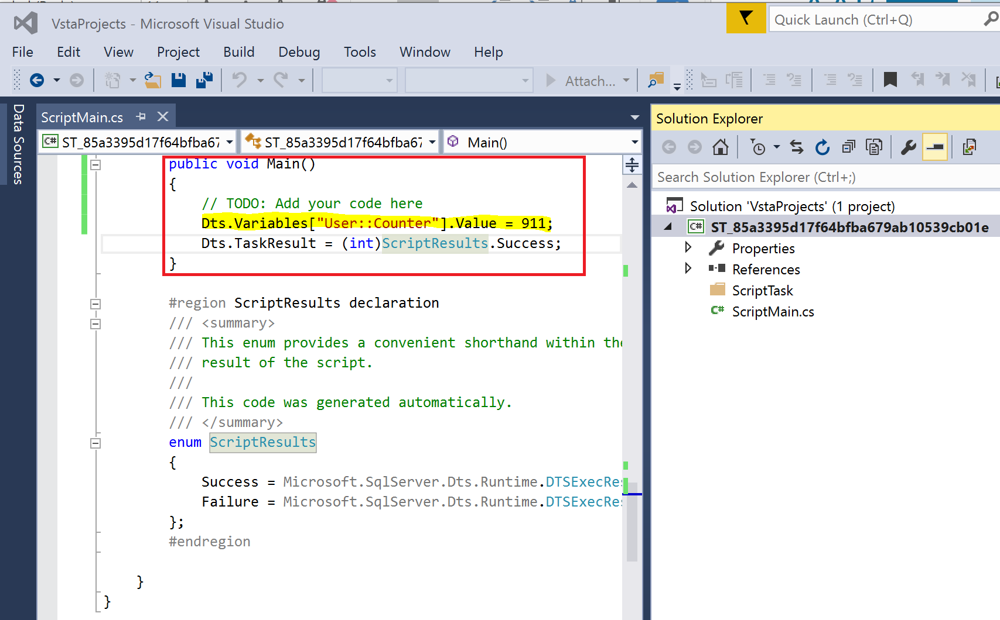 VstaProjects - Microsoft Visual Studio
Quick Launch (Ctrl+Q)
File Edit View Project Build Debug Tools Window Help
Attach...
Data Sources
ScriptMain.cs
C# ST_85a3395d17f64bfba67 ST_85a3395d17f64bfba67 Main()
public void Main()
{
// TODO: Add your code here
Dts.Variables["User::Counter"].Value = 911;
Dts.TaskResult = (int)ScriptResults.Success;
}
#region ScriptResults declaration
/// <summary>
/// This enum provides a convenient shorthand within the
/// result of the script.
///
/// This code was generated automatically.
/// </summary>
enum ScriptResults
{
Success = Microsoft.SqlServer.Dts.Runtime.DTSExecRes
Failure = Microsoft.SqlServer.Dts.Runtime.DTSExecRes
};
#endregion
}
}
Solution Explorer
Search Solution Explorer (Ctrl+;)
Solution 'VstaProjects' (1 project)
C# ST_85a3395d17f64bfba679ab10539cb01e
Properties
References
ScriptTask
C# ScriptMain.cs